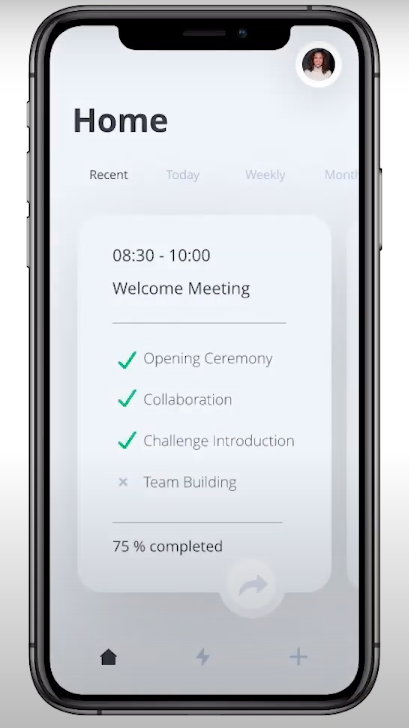 Home
Recent Today Weekly Month
08:30 - 10:00
Welcome Meeting
Opening Ceremony
Collaboration
Challenge Introduction
Team Building
75 % completed